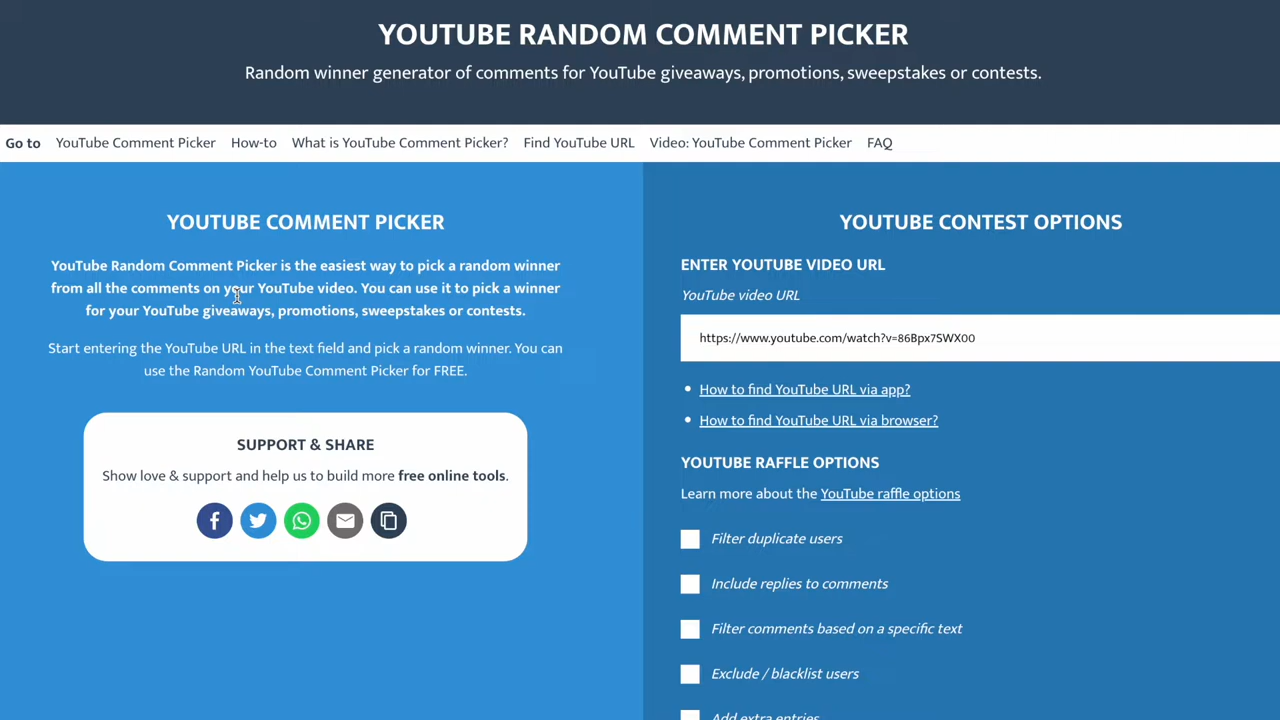 YOUTUBE RANDOM COMMENT PICKER
Random winner generator of comments for YouTube giveaways, promotions, sweepstakes or contests.
Go to YouTube Comment Picker How-to What is YouTube Comment Picker? Find YouTube URL Video: YouTube Comment Picker FAQ
YOUTUBE COMMENT PICKER
YouTube Random Comment Picker is the easiest way to pick a random winner
from all the comments on your YouTube video. You can use it to pick a winner
for your YouTube giveaways, promotions, sweepstakes or contests.
Start entering the YouTube URL in the text field and pick a random winner. You can
use the Random YouTube Comment Picker for FREE.
SUPPORT & SHARE
Show love & support and help us to build more free online tools.
YOUTUBE CONTEST OPTIONS
ENTER YOUTUBE VIDEO URL
YouTube video URL
https://www.youtube.com/watch?v=86Bpx7SWX00
How to find YouTube URL via app?
How to find YouTube URL via browser?
YOUTUBE RAFFLE OPTIONS
Learn more about the YouTube raffle options
Filter duplicate users
Include replies to comments
Filter comments based on a specific text
Exclude / blacklist users
Add extra entries